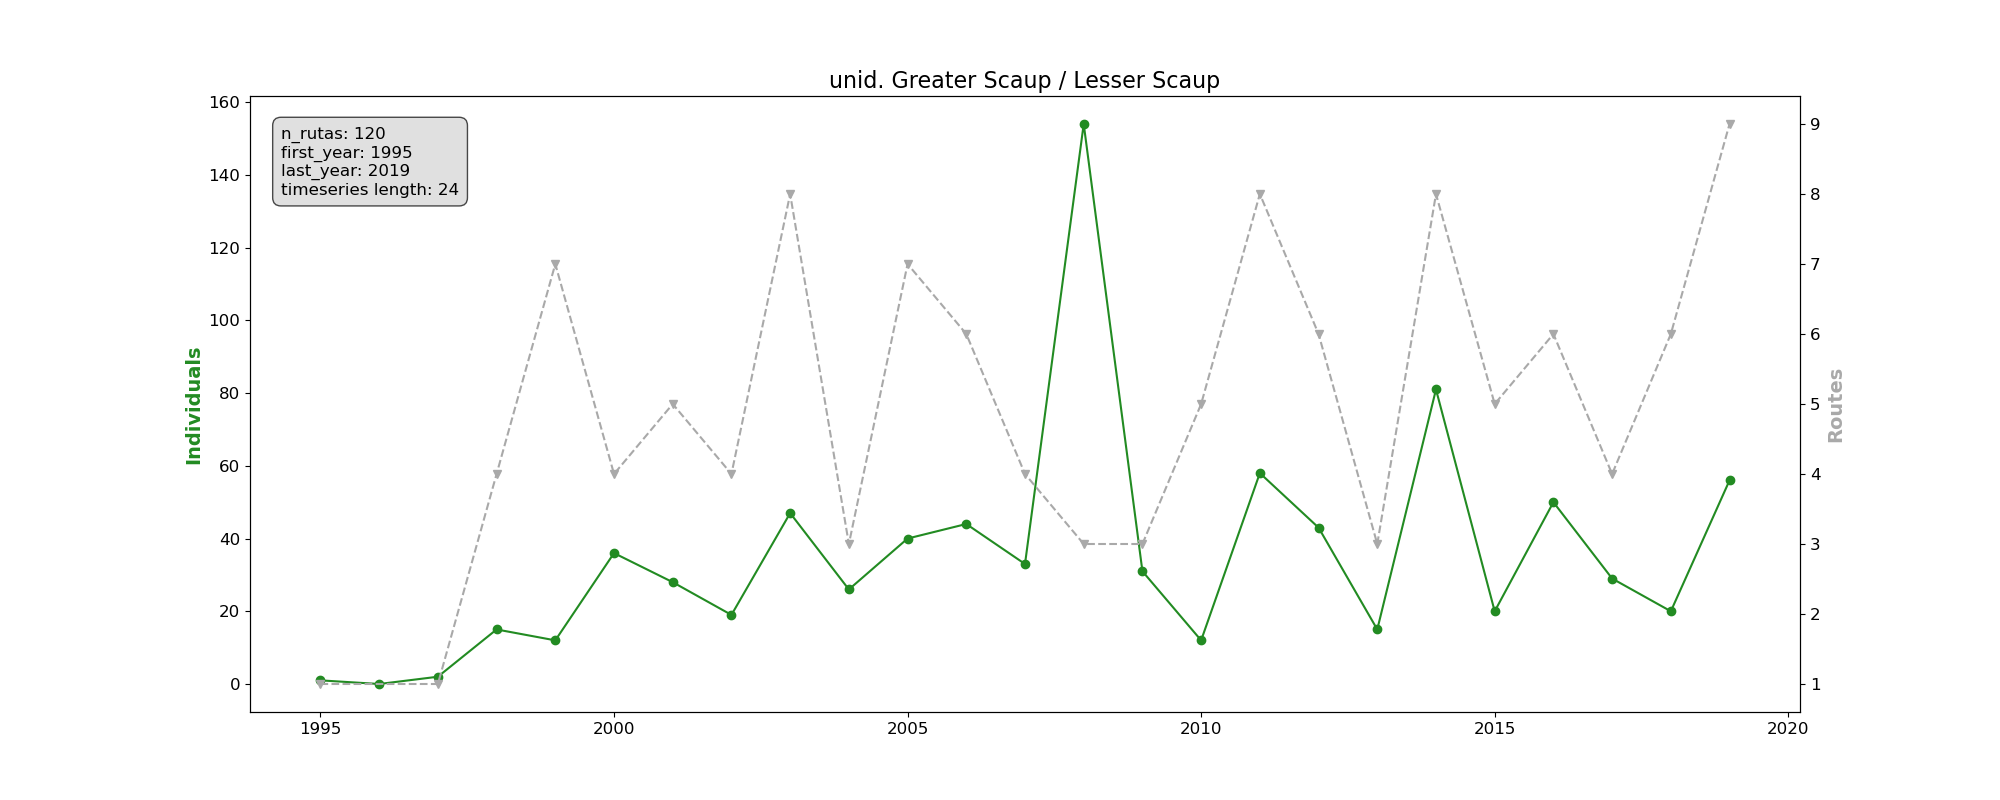 unid. Greater Scaup / Lesser Scaup
n_rutas: 120
first_year: 1995
last_year: 2019
timeseries length: 24
Individuals
160
140
120
100
80
60
40
20
0
Routes
9
8
7
6
5
4
3
2
1
1995 2000 2005 2010 2015 2020